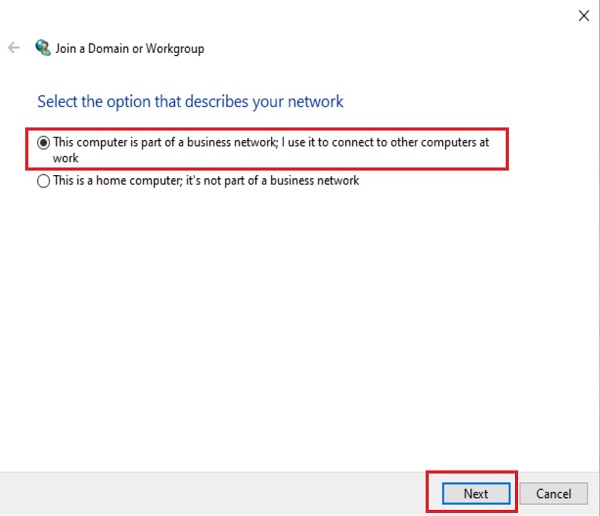 Join a Domain or Workgroup
Select the option that describes your network
This computer is part of a business network; I use it to connect to other computers at
work
This is a home computer; it's not part of a business network
Next
Cancel